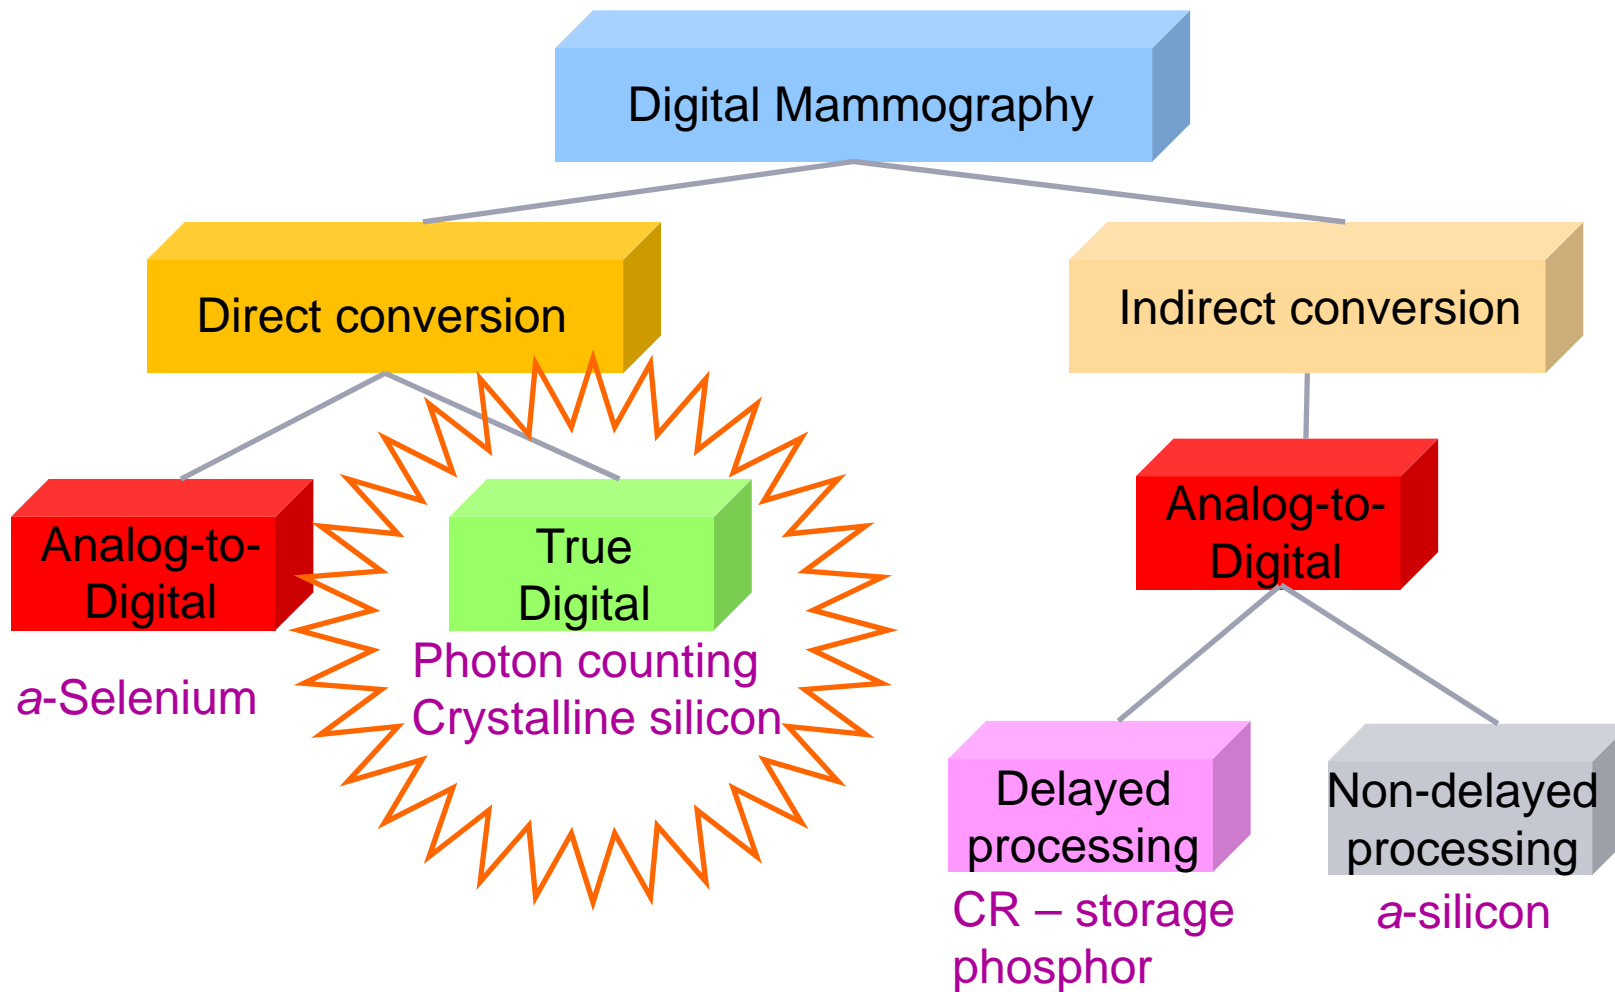 Digital Mammography
Direct conversion
Indirect conversion
Analog-to-
Digital
a-Selenium
True
Digital
Photon counting
Crystalline silicon
Analog-to-
Digital
Delayed
processing
CR – storage
phosphor
Non-delayed
processing
a-silicon